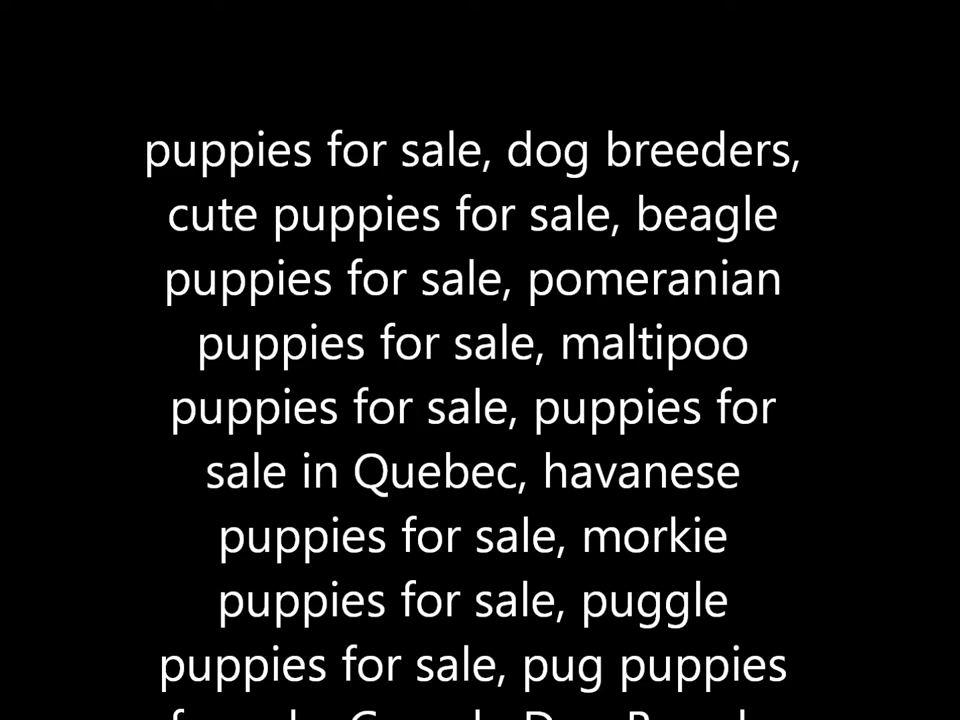 puppies for sale, dog breeders,
cute puppies for sale, beagle
puppies for sale, pomeranian
puppies for sale, maltipoo
puppies for sale, puppies for
sale in Quebec, havanese
puppies for sale, morkie
puppies for sale, puggle
puppies for sale, pug puppies